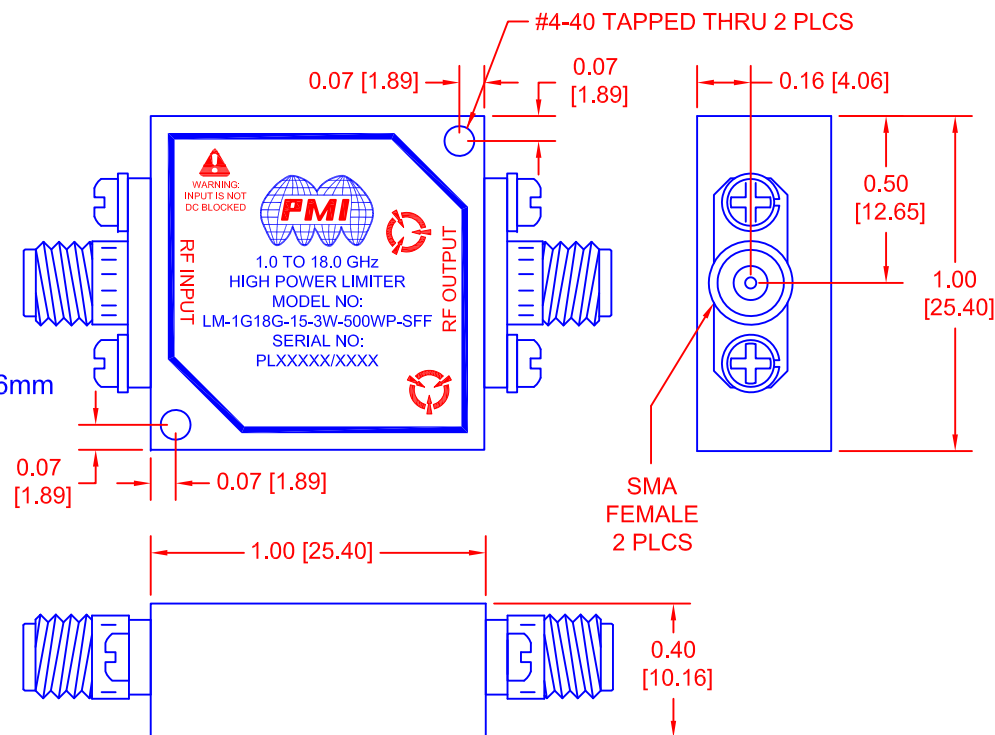 #4-40 TAPPED THRU 2 PLCS
0.07 [1.89]
0.07
[1.89]
0.16 [4.06]
WARNING:
INPUT IS NOT
DC BLOCKED
PMI
RF INPUT
RF OUTPUT
1.0 TO 18.0 GHz
HIGH POWER LIMITER
MODEL NO:
LM-1G18G-15-3W-500WP-SFF
SERIAL NO:
PLXXXXX/XXXX
0.50
[12.65]
1.00
[25.40]
6mm
0.07
[1.89]
0.07 [1.89]
SMA
FEMALE
2 PLCS
1.00 [25.40]
0.40
[10.16]